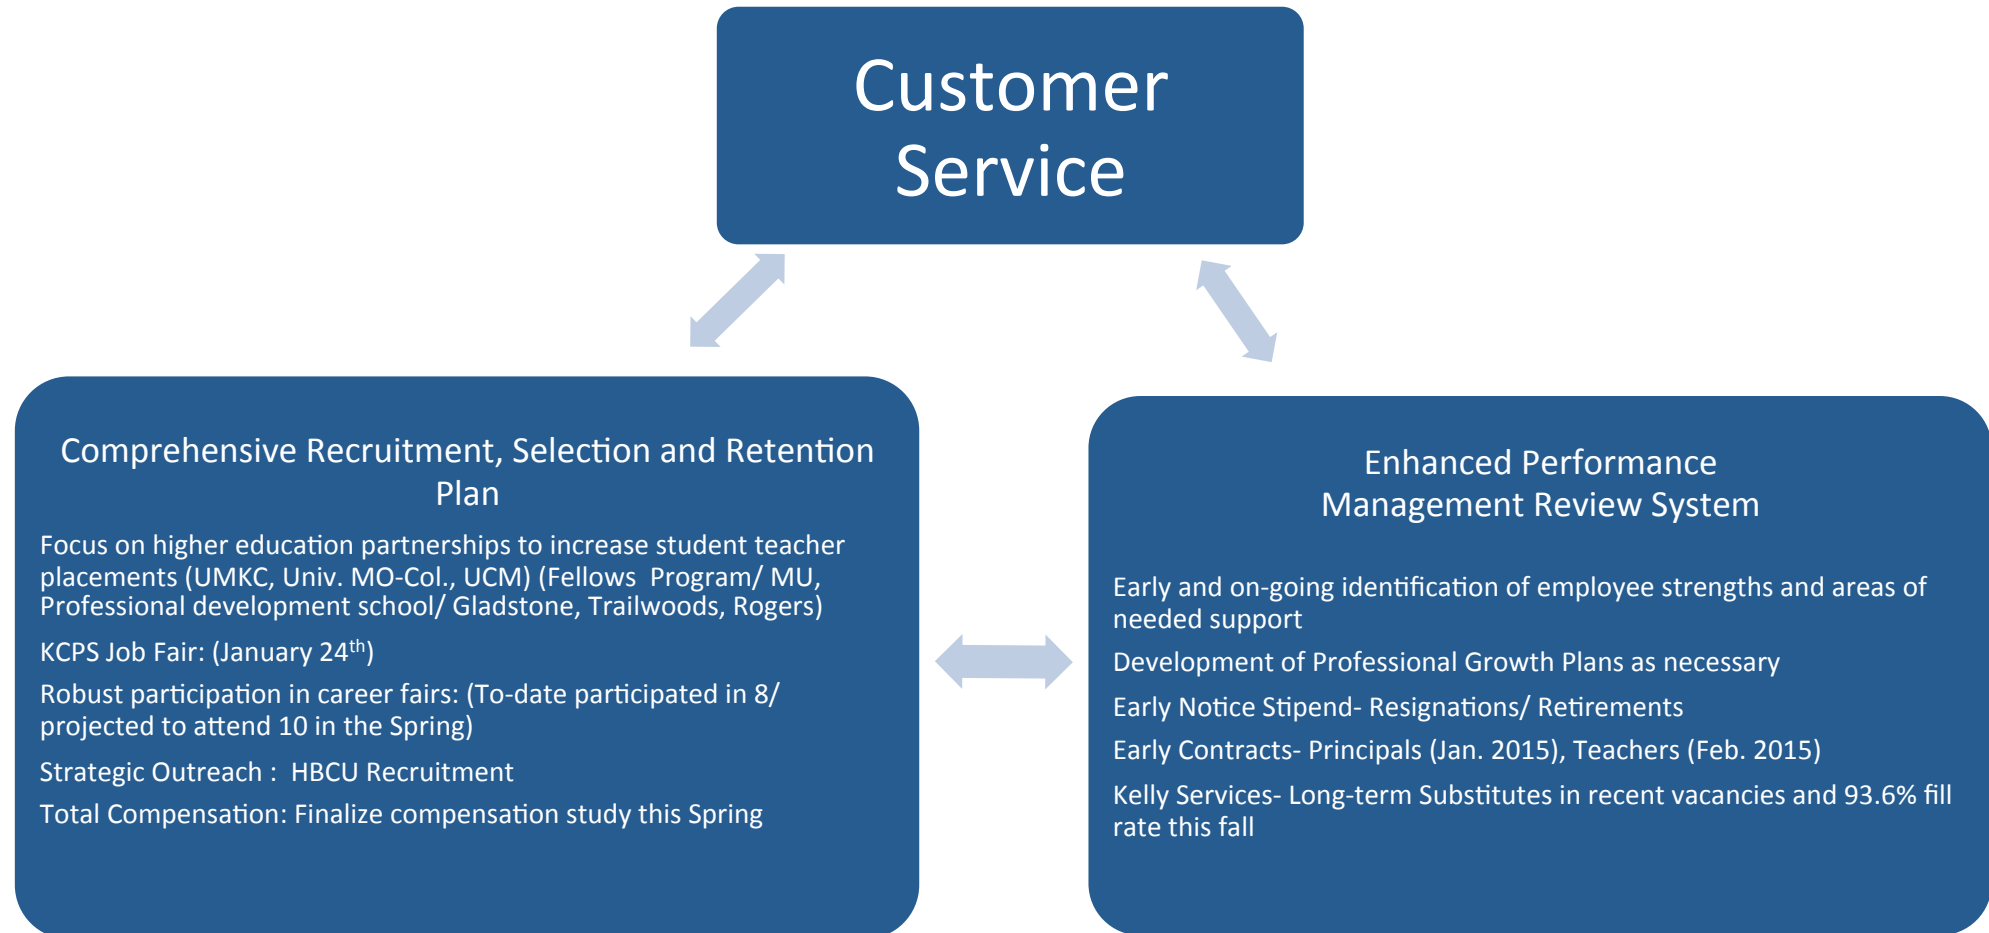 Customer
Service
Comprehensive Recruitment, Selection and Retention
Plan
Focus on higher education partnerships to increase student teacher
placements (UMKC, Univ. MO-Col., UCM) (Fellows  Program/ MU,
Professional development school/ Gladstone, Trailwoods, Rogers)
KCPS Job Fair: (January 24th)
Robust participation in career fairs: (To-date participated in 8/
projected to attend 10 in the Spring)
Strategic Outreach :  HBCU Recruitment
Total Compensation: Finalize compensation study this Spring
Enhanced Performance
Management Review System
Early and on-going identification of employee strengths and areas of
needed support
Development of Professional Growth Plans as necessary
Early Notice Stipend- Resignations/ Retirements
Early Contracts- Principals (Jan. 2015), Teachers (Feb. 2015)
Kelly Services- Long-term Substitutes in recent vacancies and 93.6% fill
rate this fall